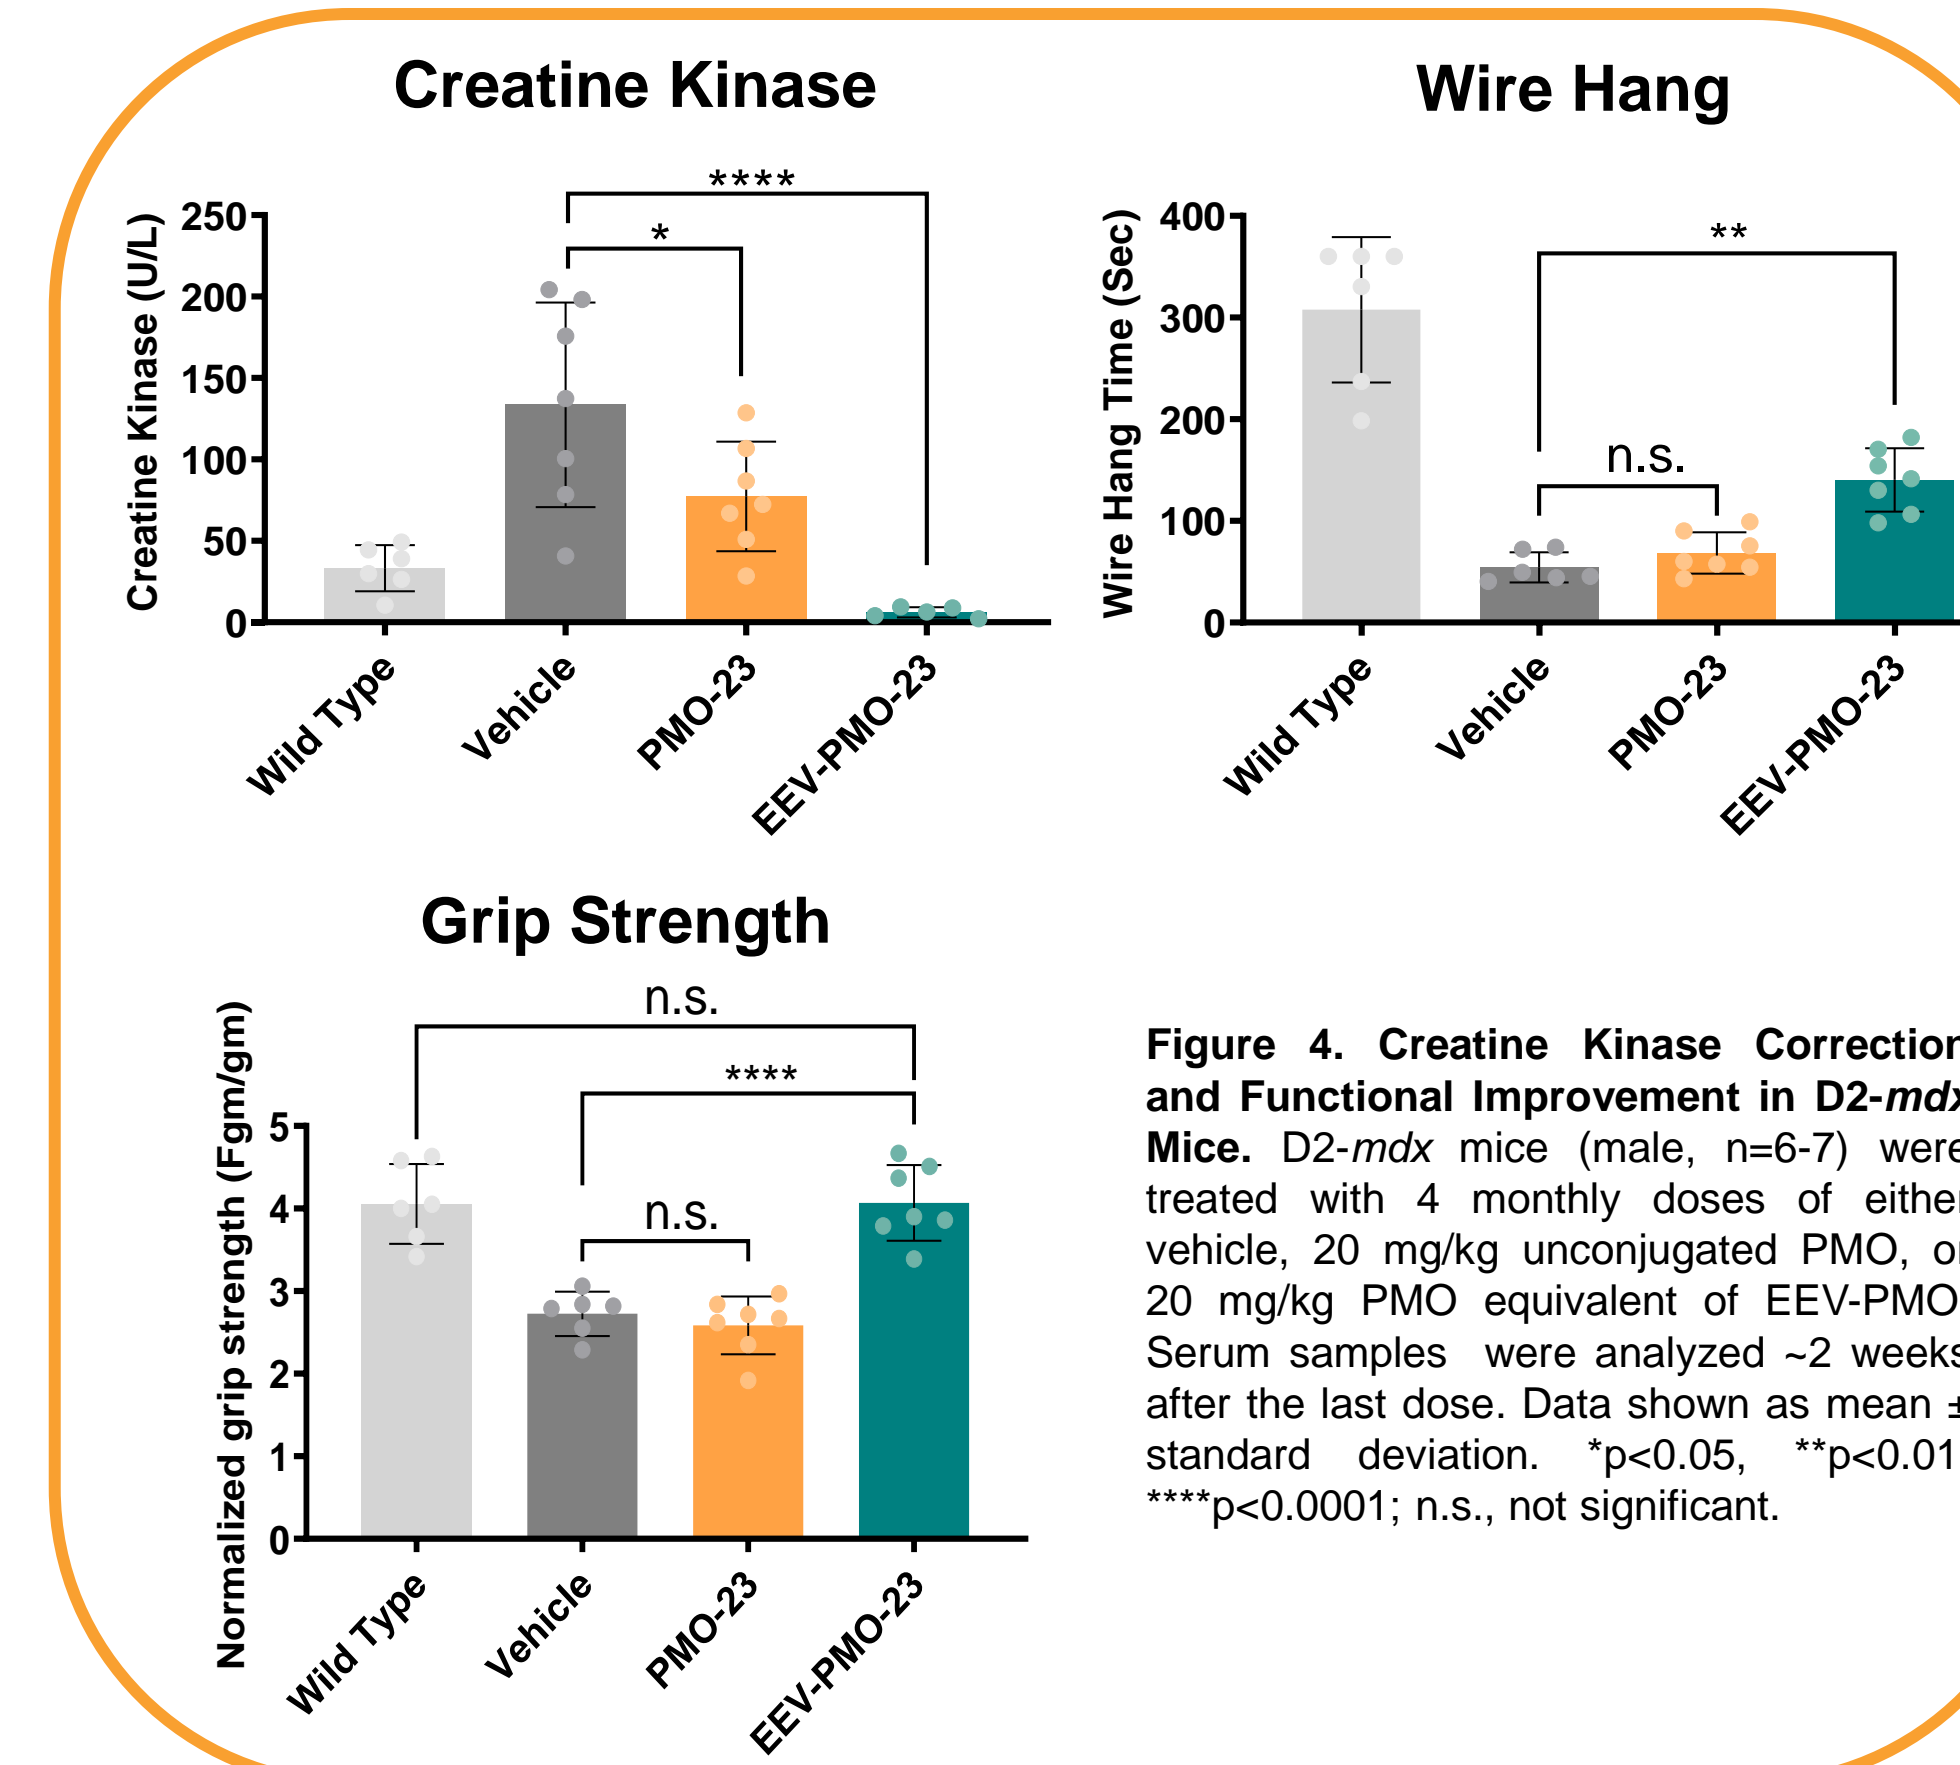 Creatine Kinase
****
*
Creatine Kinase (U/L)
250
200
150
100
50
0
Wild Type
Vehicle
PMO-23
EEV-PMO-23
Wire Hang
**
n.s.
Wire Hang Time (Sec)
400
300
200
100
0
Wild Type
Vehicle
PMO-23
EEV-PMO-23
Grip Strength
n.s.
****
n.s.
Normalized grip strength (Fgm/gm)
5
4
3
2
1
0
Wild Type
Vehicle
PMO-23
EEV-PMO-23
Figure 4. Creatine Kinase Correction
and Functional Improvement in D2-mdx
Mice. D2-mdx mice (male, n=6-7) were
treated with 4 monthly doses of either
vehicle, 20 mg/kg unconjugated PMO, or
20 mg/kg PMO equivalent of EEV-PMO
Serum samples were analyzed ~2 weeks
after the last dose. Data shown as mean ±
standard deviation. *p<0.05, **p<0.01
****p<0.0001; n.s., not significant.